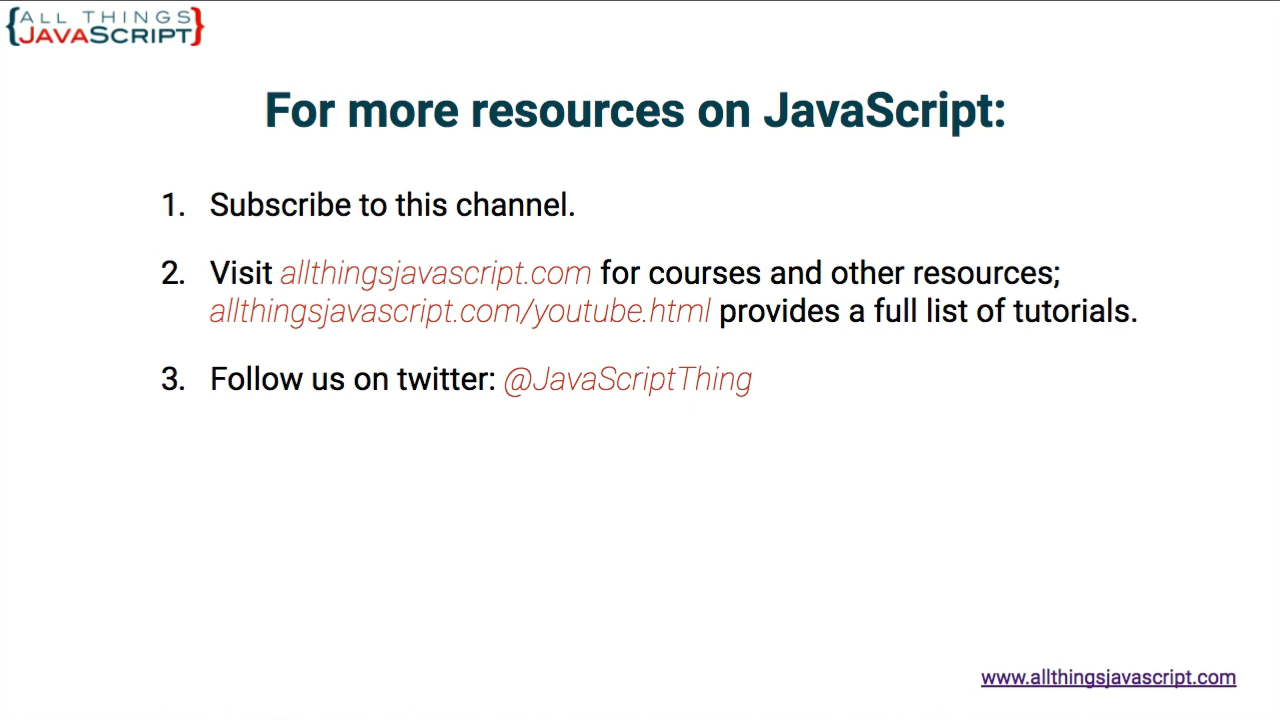 {ALL THINGS
JAVASCRIPT}
For more resources on JavaScript:
1. Subscribe to this channel.
2. Visit allthingsjavascript.com for courses and other resources;
allthingsjavascript.com/youtube.html provides a full list of tutorials.
3. Follow us on twitter: @JavaScriptThing
www.allthingsjavascript.com